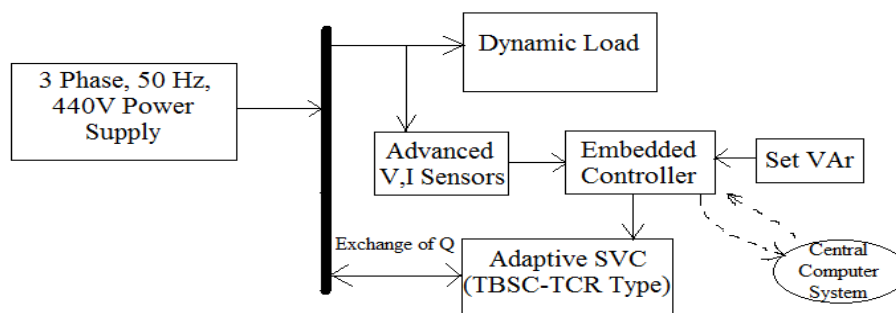 3 Phase, 50 Hz,
440V Power
Supply
Dynamic Load
Advanced
V,I Sensors
Embedded
Controller
Set VAr
Exchange of Q
Adaptive SVC
(TBSC-TCR Type)
Central
Computer
System